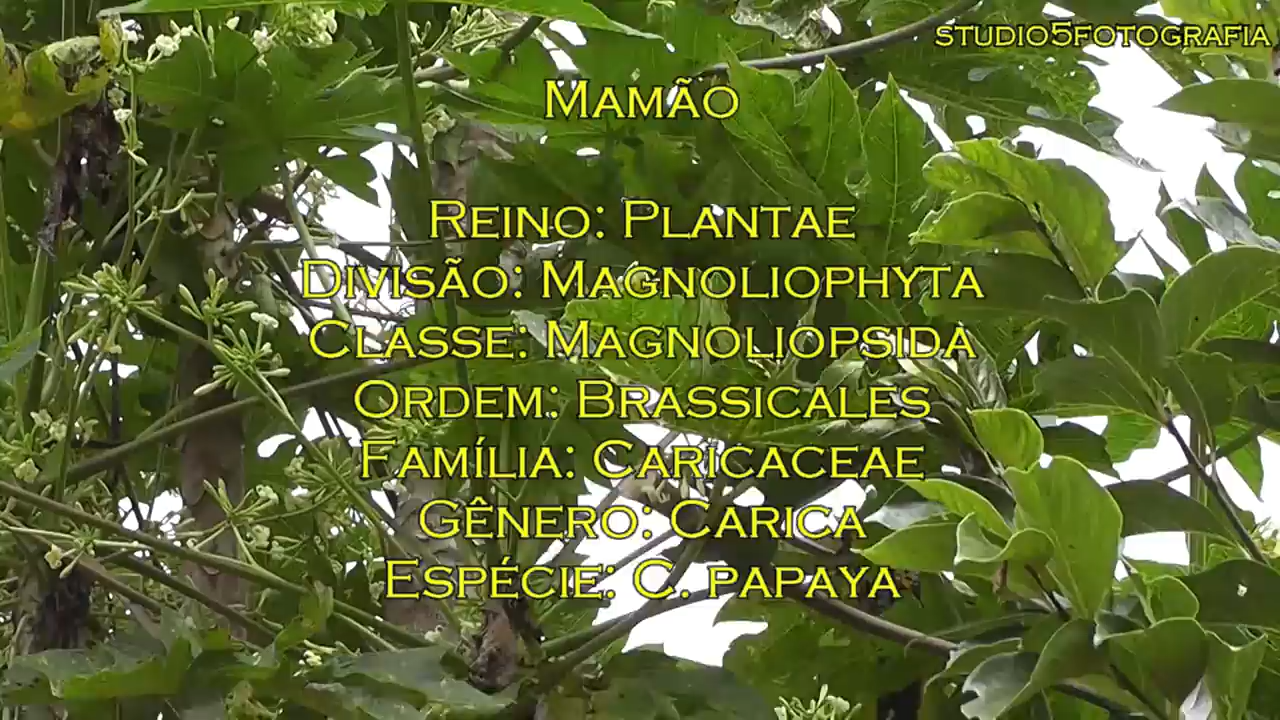 STUDIO5FOTOGRAFIA
MAMÃO
REINO: PLANTAE
DIVISÃO: MAGNOLIOPHYTA
CLASSE: MAGNOLIOPSIDA
ORDEM: BRASSICALES
FAMÍLIA: CARICACEAE
GÊNERO: CARICA
ESPÉCIE: C. PAPAYA